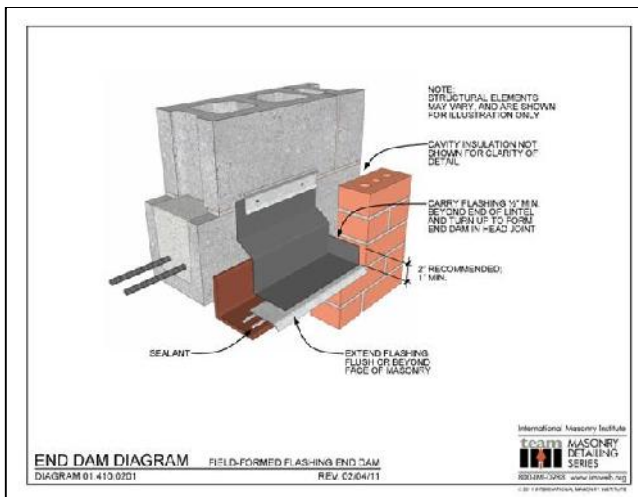 NOTE:
STRUCTURAL ELEMENTS
MAY VARY, AND ARE SHOWN
FOR ILLUSTRATION ONLY
CAVITY INSULATION NOT
SHOWN FOR CLARITY OF
DETAIL
CARRY FLASHING ½" MIN.
BEYOND END OF LINTEL
AND TURN UP TO FORM
END DAM IN HEAD JOINT
2" RECOMMENDED;
1" MIN.
SEALANT
EXTEND FLASHING
FLUSH OR BEYOND
FACE OF MASONRY
International Masonry Institute
team MASONRY
DETAILING
SERIES
www.imiweb.org
END DAM DIAGRAM FIELD-FORMED FLASHING END DAM
DIAGRAM 01.410.0201 REV. 02/04/11
INTERNATIONAL MASONRY INSTITUTE